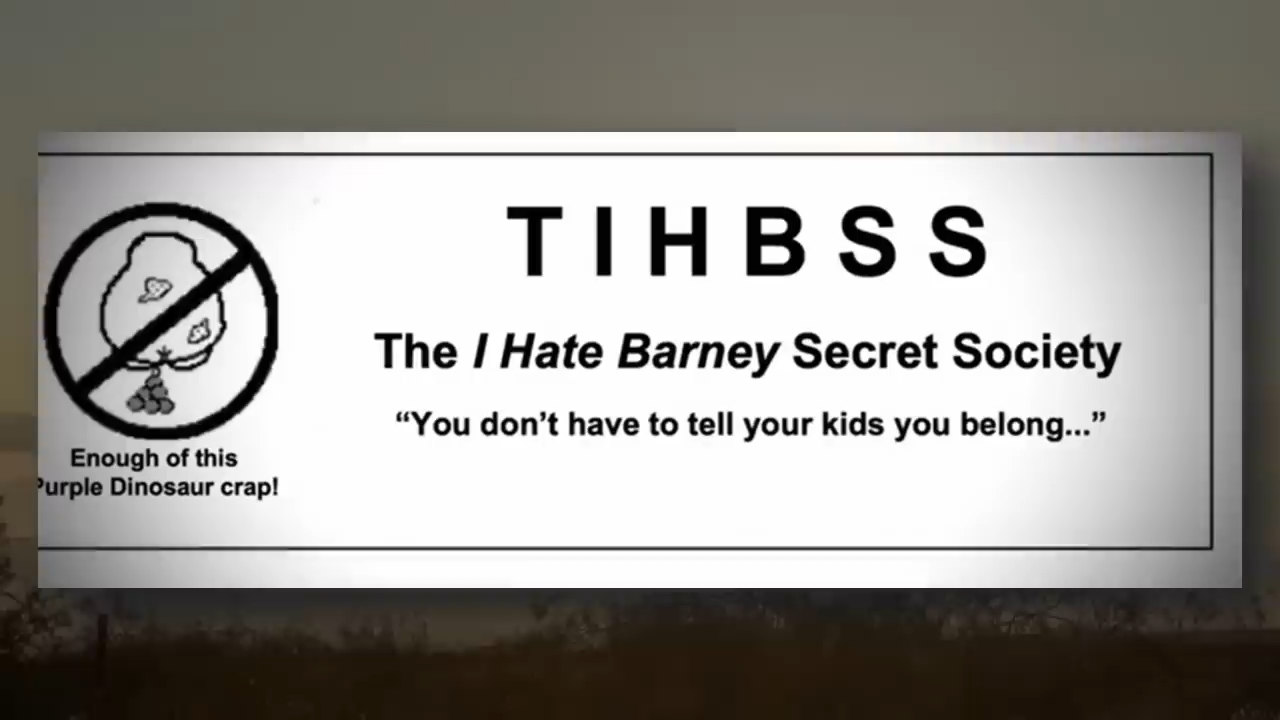 T I H B S S
The I Hate Barney Secret Society
“You don’t have to tell your kids you belong...”
Enough of this
Purple Dinosaur crap!